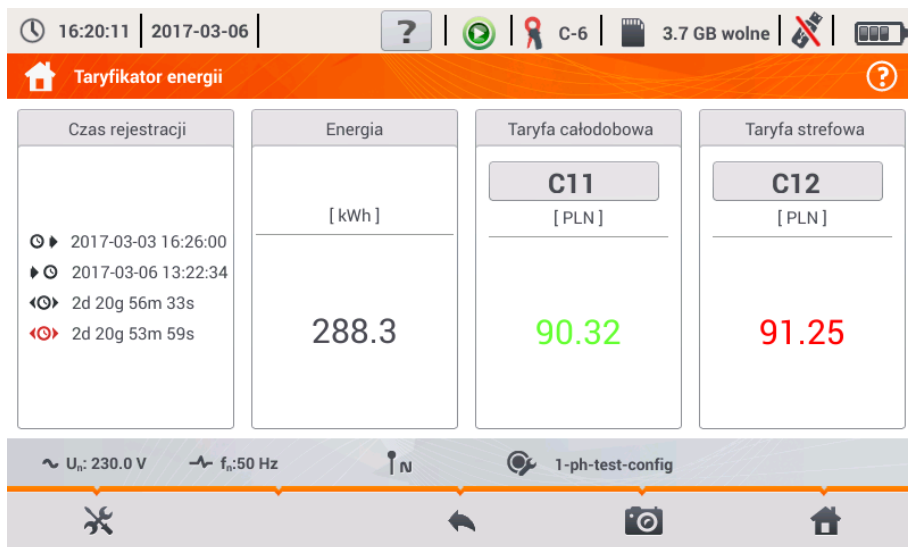 16:20:11 2017-03-06 ? C-6 3.7 GB wolne
Taryfikator energii ?
Czas rejestracji
2017-03-03 16:26:00
2017-03-06 13:22:34
2d 20g 56m 33s
2d 20g 53m 59s
Energia
[ kWh ]
288.3
Taryfa całodobowa
C11
[ PLN ]
90.32
Taryfa strefowa
C12
[ PLN ]
91.25
Un: 230.0 V fn:50 Hz N 1-ph-test-config